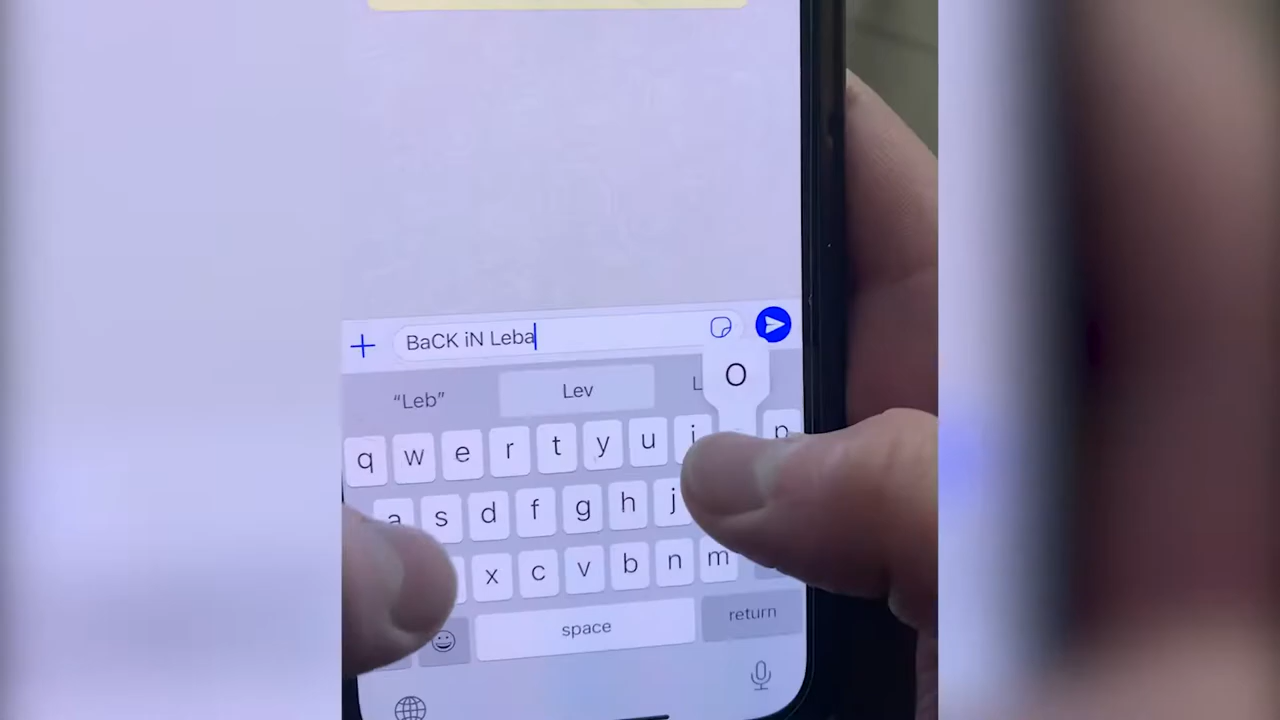 BaCK iN Leba
“Leb” Lev L
O
q w e r t y u i p
a s d f g h j
x c v b n m
space return